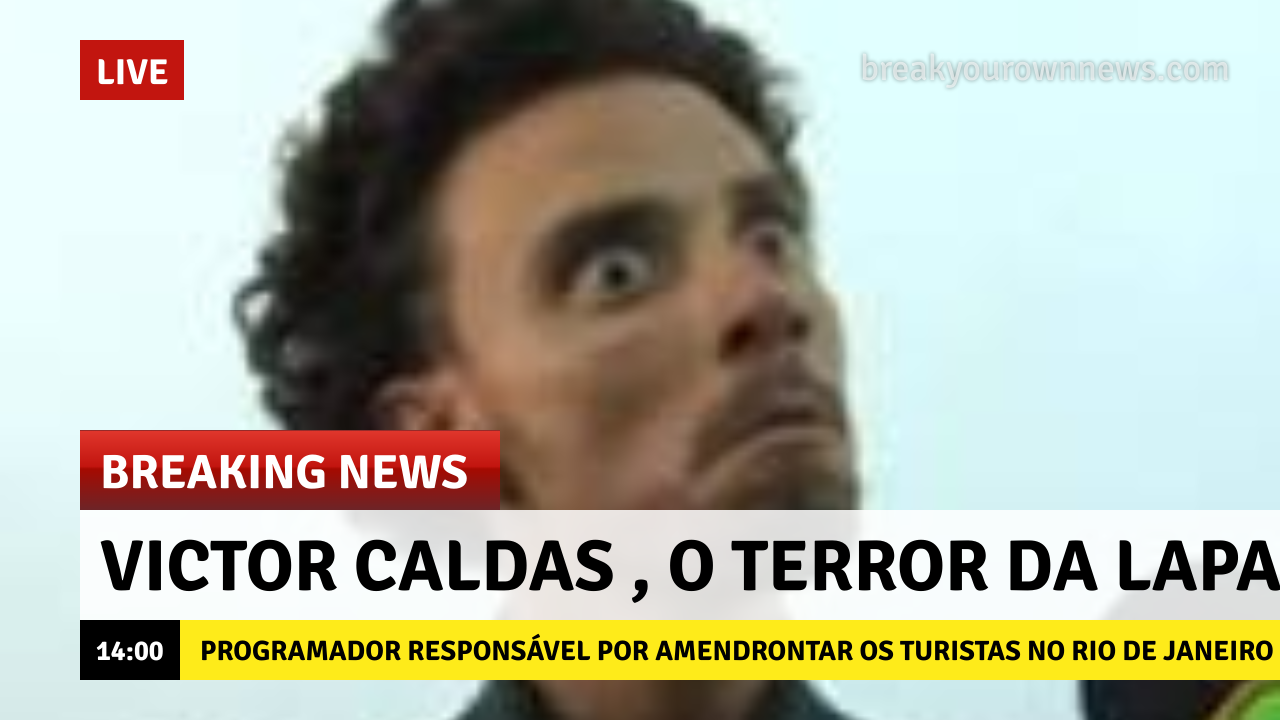 LIVE
breakyourownnews.com
BREAKING NEWS
VICTOR CALDAS , O TERROR DA LAPA
14:00
PROGRAMADOR RESPONSÁVEL POR AMENDRONTAR OS TURISTAS NO RIO DE JANEIRO